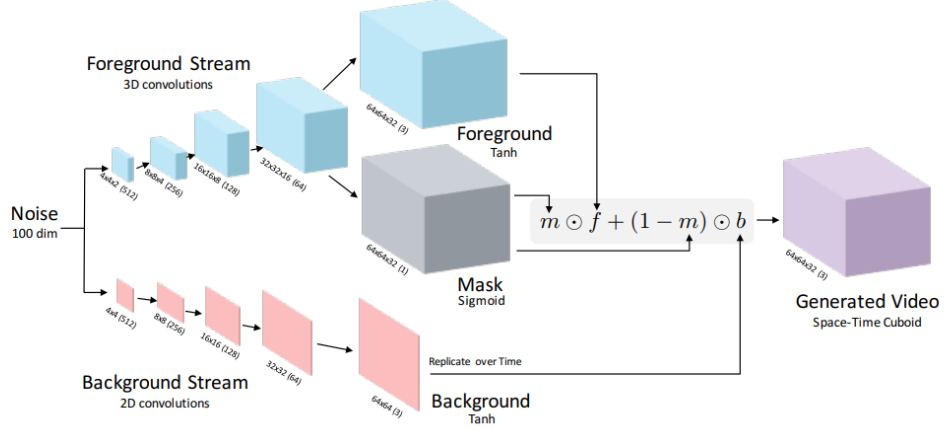 Foreground Stream
3D convolutions
4x4x2 (512)
8x8x4 (256)
16x16x8 (128)
32x32x16 (64)
64x64x32 (3)
Foreground
Tanh
64x64x32 (1)
Mask
Sigmoid
Noise
100 dim
m ⊙ f + (1 − m) ⊙ b
64x64x32 (3)
Generated Video
Space-Time Cuboid
4x4 (512)
8x8 (256)
16x16 (128)
32x32 (64)
64x64 (3)
Replicate over Time
Background Stream
2D convolutions
Background
Tanh